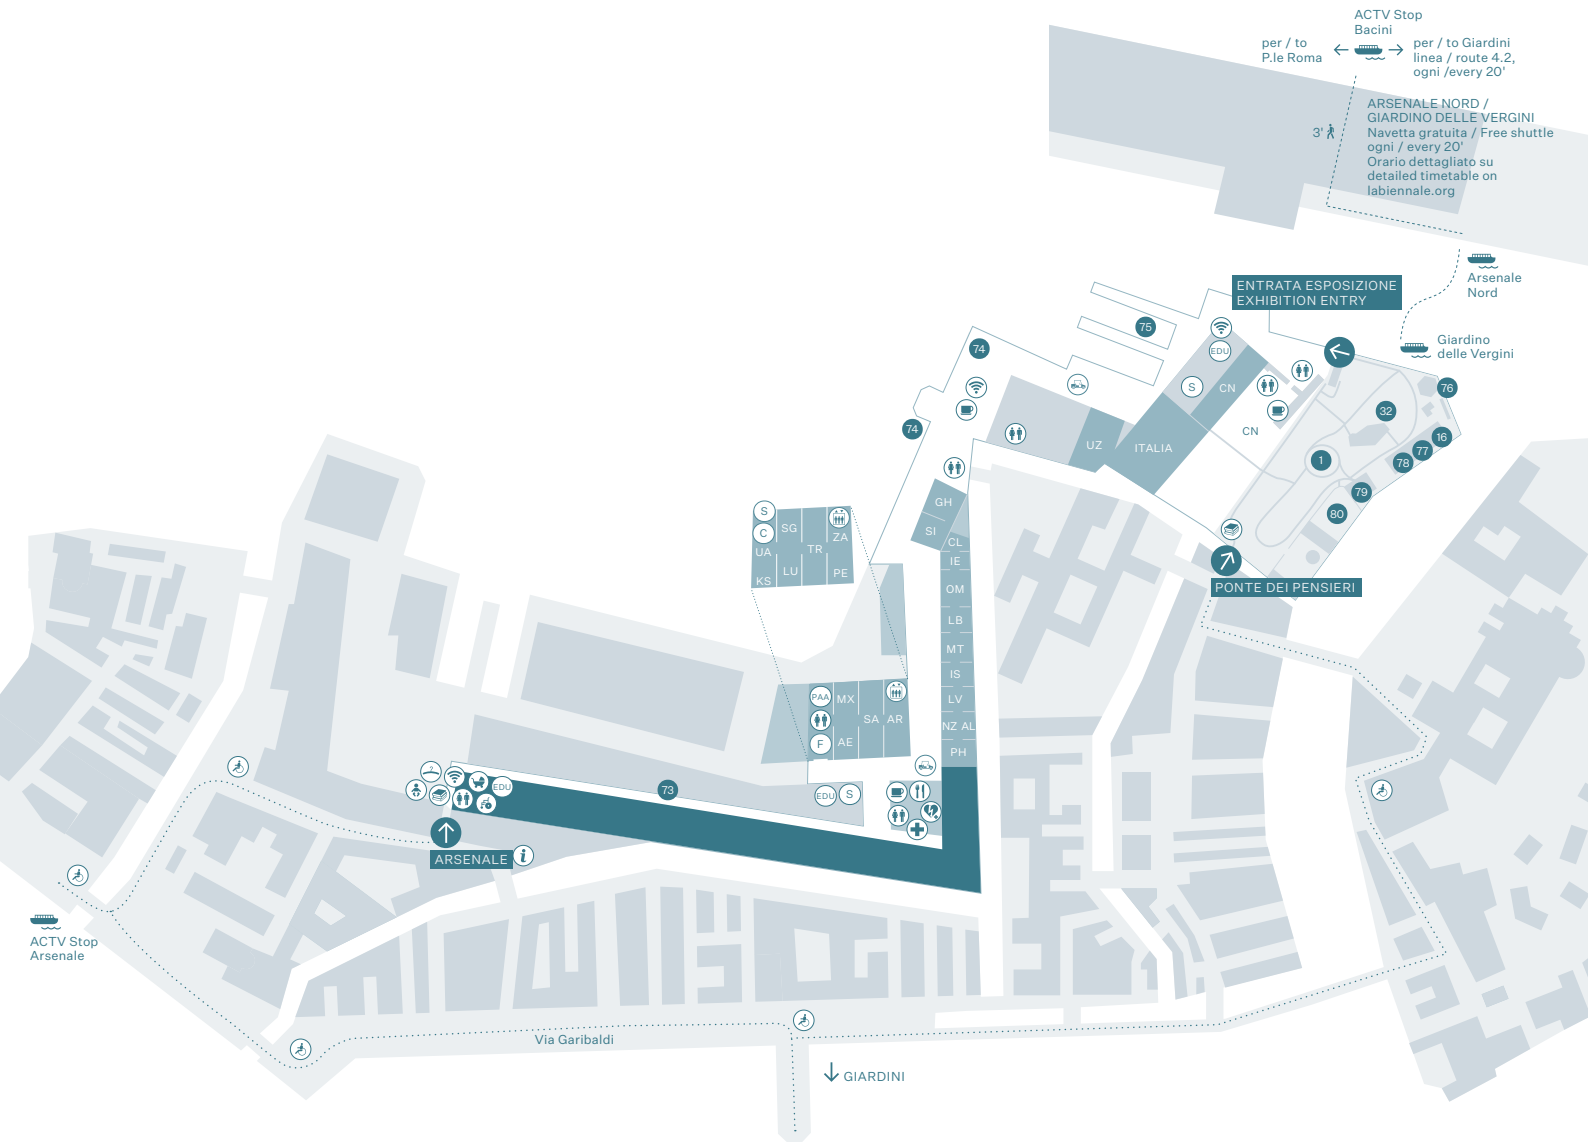 ACTV Stop
Bacini
per / to
P.le Roma
per / to Giardini
linea / route 4.2,
ogni /every 20'
ARSENALE NORD /
GIARDINO DELLE VERGINI
Navetta gratuita / Free shuttle
ogni / every 20'
Orario dettagliato su
detailed timetable on
labiennale.org
3'
Arsenale
Nord
ENTRATA ESPOSIZIONE
EXHIBITION ENTRY
Giardino
delle Vergini
75
74
EDU
S
CN
76
32
74
CN
16
UZ
ITALIA
77
78
1
79
80
GH
SI
CL
IE
OM
LB
MT
IS
LV
NZ AL
PH
S
SG
C
ZA
UA
TR
LU
PE
KS
PONTE DEI PENSIERI
PAA
MX
SA
AR
F
AE
EDU
73
EDU
S
ARSENALE
i
ACTV Stop
Arsenale
Via Garibaldi
GIARDINI